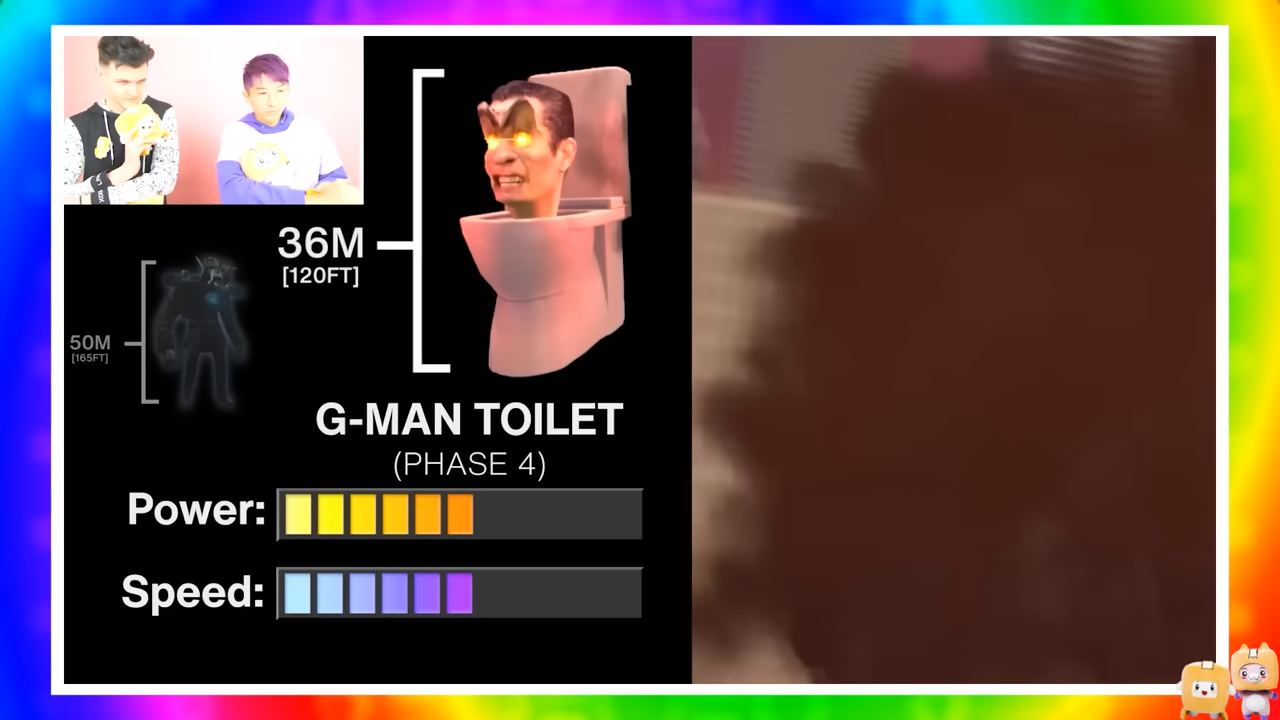 36M
[120FT]
50M
[165FT]
G-MAN TOILET
(PHASE 4)
Power:
Speed: